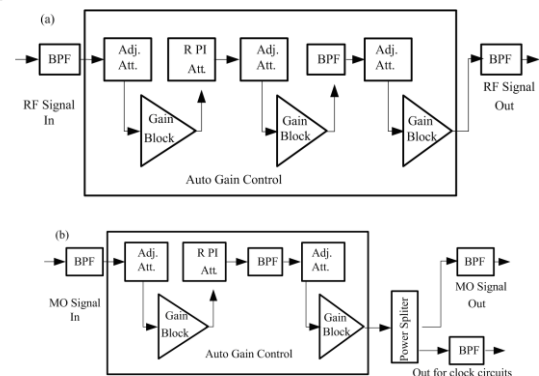 (a)
BPF
Adj.
Att.
R PI
Att.
Adj.
Att.
BPF
Adj.
Att.
BPF
RF Signal
In
Gain
Block
Gain
Block
Gain
Block
RF Signal
Out
Auto Gain Control
(b)
BPF
Adj.
Att.
R PI
Att.
BPF
Adj.
Att.
BPF
MO Signal
In
Gain
Block
Gain
Block
Power Spliter
MO Signal
Out
Auto Gain Control
BPF
Out for clock circuits